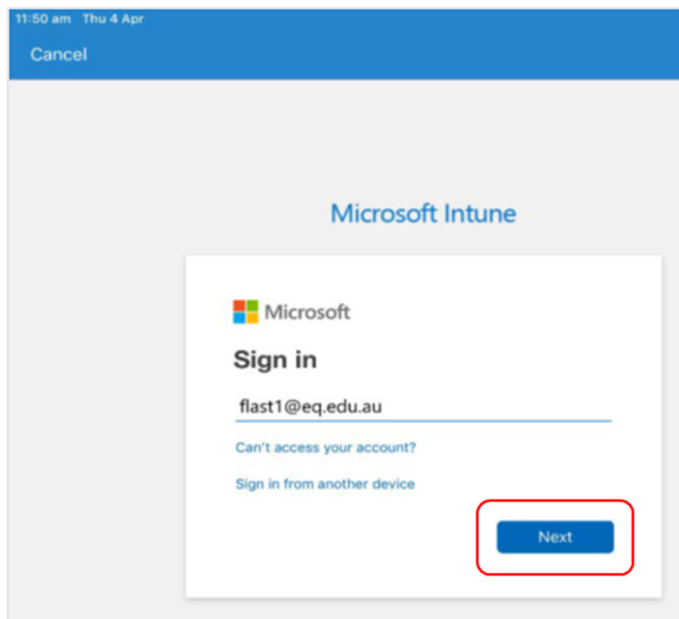 11:50 am Thu 4 Apr
Cancel
Microsoft Intune
Microsoft
Sign in
flast1@eq.edu.au
Can't access your account?
Sign in from another device
Next